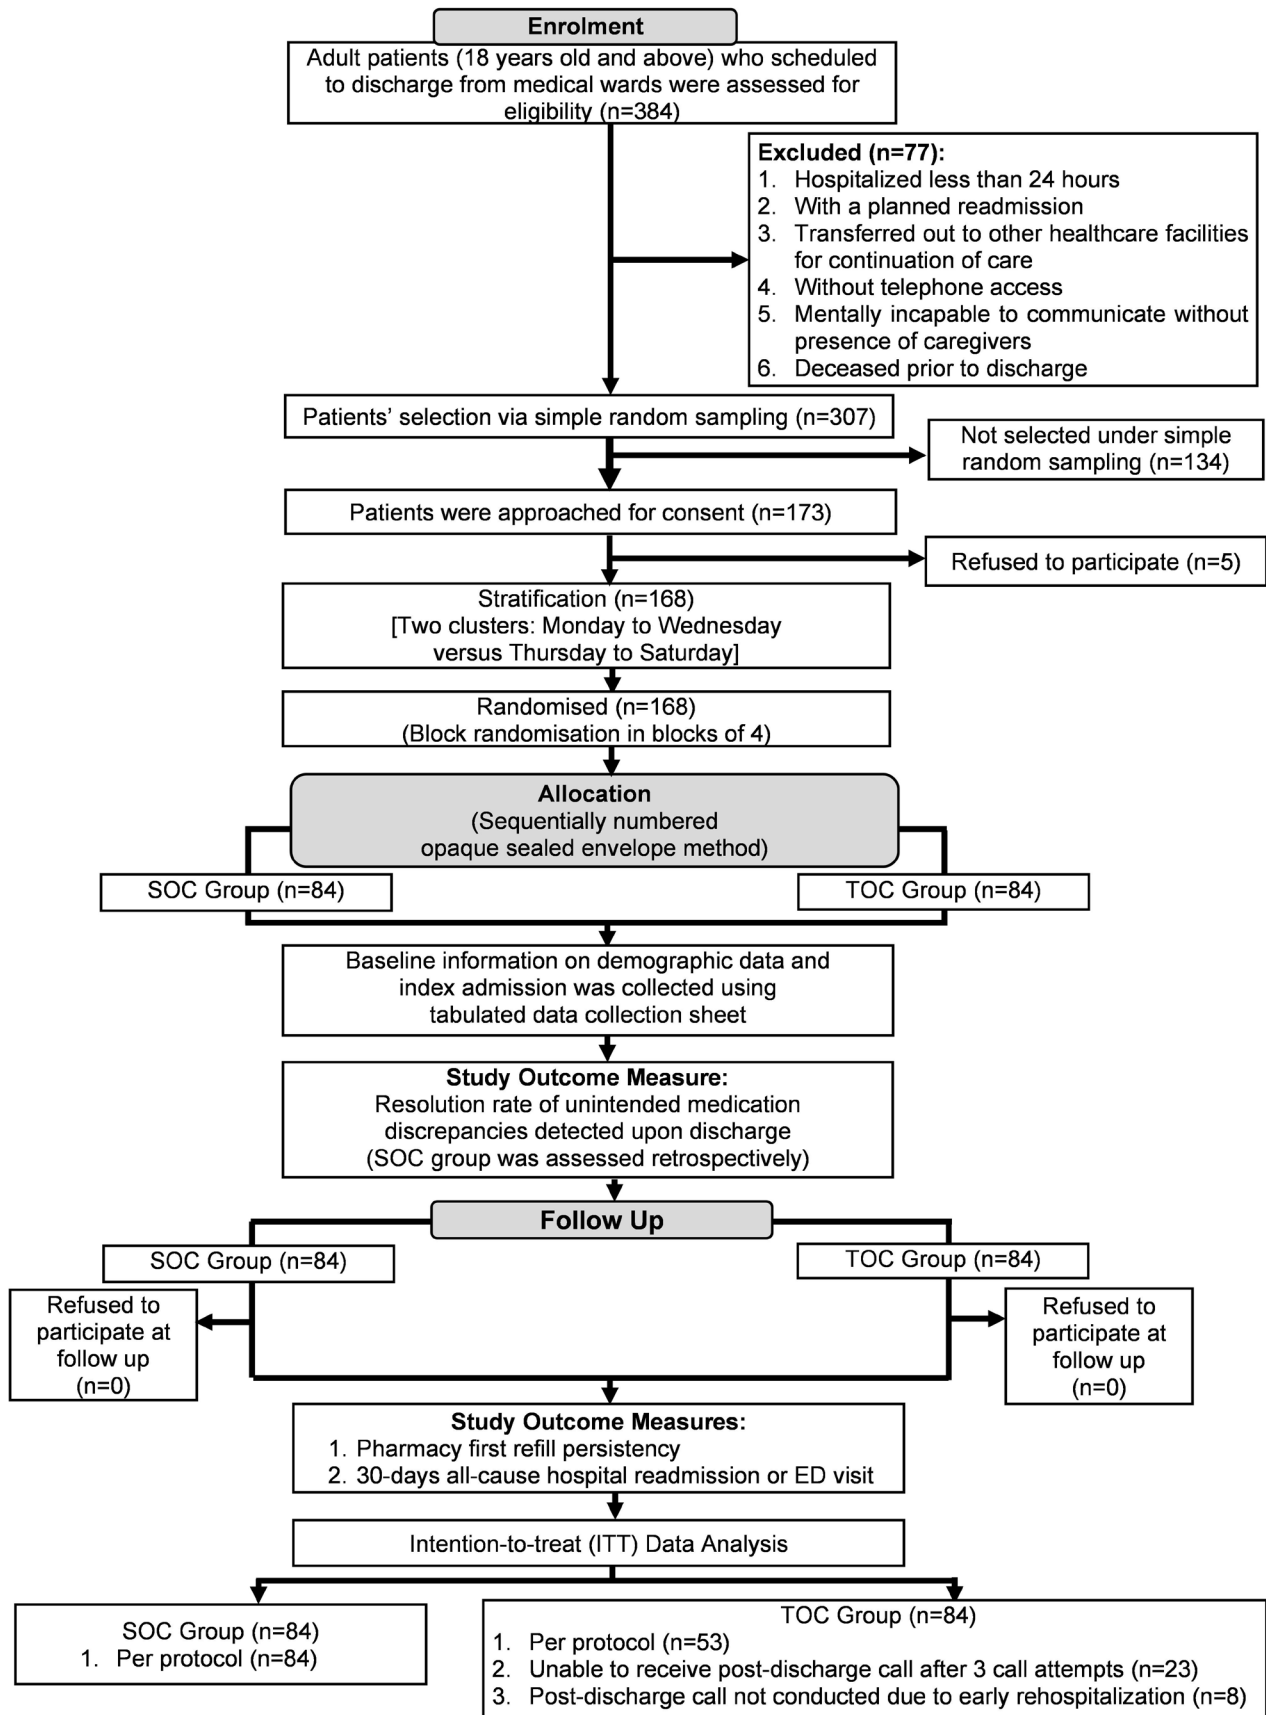 Enrolment
Adult patients (18 years old and above) who scheduled
to discharge from medical wards were assessed for
eligibility (n=384)
Excluded (n=77):
1. Hospitalized less than 24 hours
2. With a planned readmission
3. Transferred out to other healthcare facilities
for continuation of care
4. Without telephone access
5. Mentally incapable to communicate without
presence of caregivers
6. Deceased prior to discharge
Patients’ selection via simple random sampling (n=307)
Not selected under simple
random sampling (n=134)
Patients were approached for consent (n=173)
Refused to participate (n=5)
Stratification (n=168)
[Two clusters: Monday to Wednesday
versus Thursday to Saturday]
Randomised (n=168)
(Block randomisation in blocks of 4)
Allocation
(Sequentially numbered
opaque sealed envelope method)
SOC Group (n=84)
TOC Group (n=84)
Baseline information on demographic data and
index admission was collected using
tabulated data collection sheet
Study Outcome Measure:
Resolution rate of unintended medication
discrepancies detected upon discharge
(SOC group was assessed retrospectively)
Follow Up
SOC Group (n=84)
TOC Group (n=84)
Refused to
participate at
follow up
(n=0)
Refused to
participate at
follow up
(n=0)
Study Outcome Measures:
1. Pharmacy first refill persistency
2. 30-days all-cause hospital readmission or ED visit
Intention-to-treat (ITT) Data Analysis
SOC Group (n=84)
1. Per protocol (n=84)
TOC Group (n=84)
1. Per protocol (n=53)
2. Unable to receive post-discharge call after 3 call attempts (n=23)
3. Post-discharge call not conducted due to early rehospitalization (n=8)